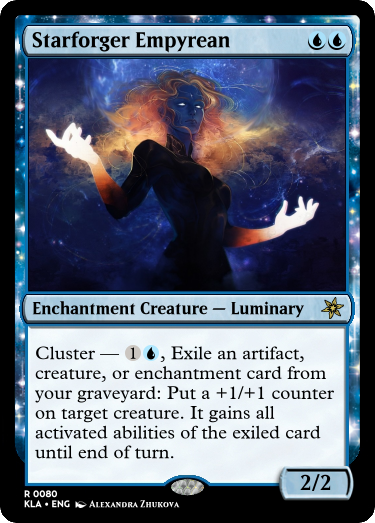 Starforger Empyrean
Enchantment Creature — Luminary
Cluster — 1, Exile an artifact,
creature, or enchantment card from
your graveyard: Put a +1/+1 counter
on target creature. It gains all
activated abilities of the exiled card
until end of turn.
2/2
R 0080
KLA • ENG Alexandra Zhukova